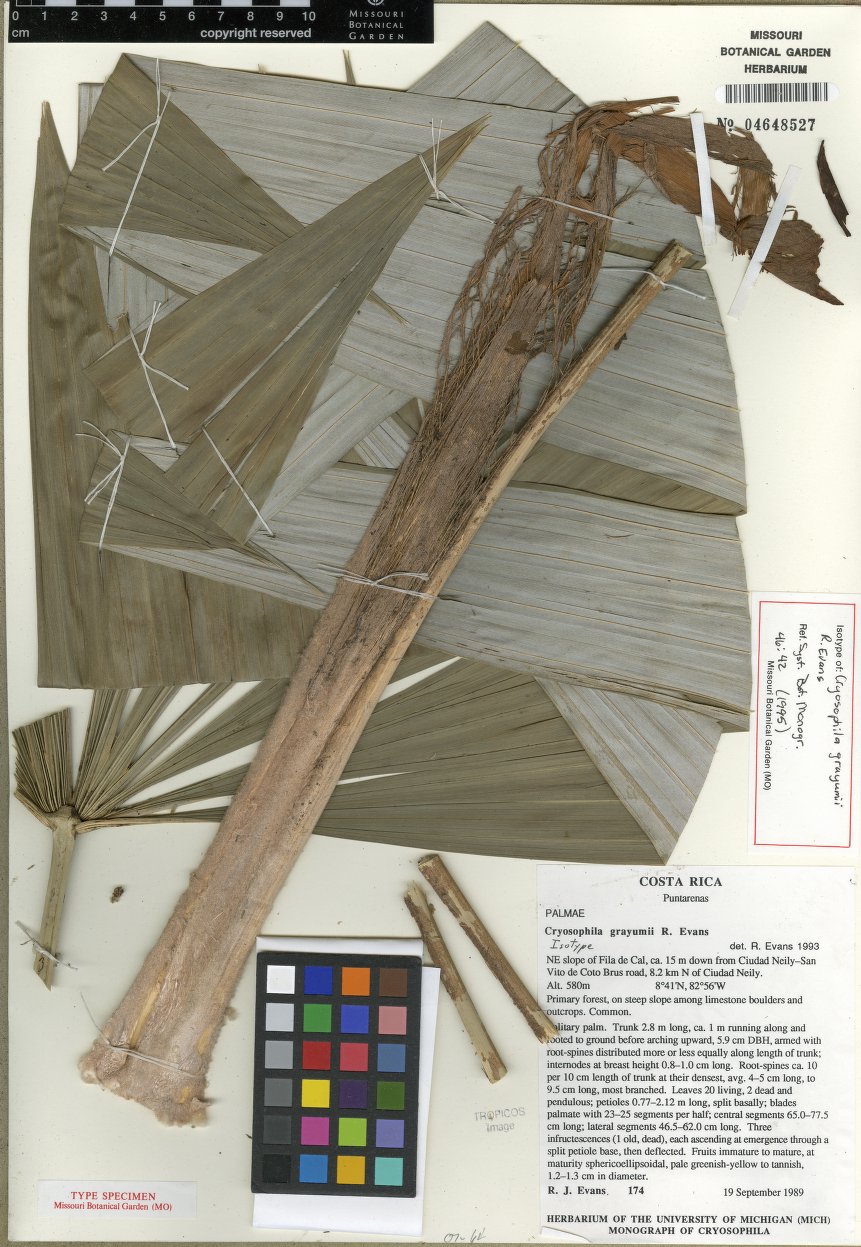 0 1 2 3 4 5 6 7 8 9 10
cm
copyright reserved
MISSOURI
BOTANICAL
GARDEN
MISSOURI
BOTANICAL GARDEN
HERBARIUM
No. 04648527
Isotype of: Cryosophila grayumii
R. Evans
Ref. Syst. Bot. Monogr.
46: 42 (1995)
Missouri Botanical Garden (MO)
COSTA RICA
Puntarenas
PALMAE
Cryosophila grayumii R. Evans
Isotype
det. R. Evans 1993
NE slope of Fila de Cal, ca. 15 m down from Ciudad Neily–San
Vito de Coto Brus road, 8.2 km N of Ciudad Neily.
Alt. 580m 8°41'N, 82°56'W
Primary forest, on steep slope among limestone boulders and
outcrops. Common.
olitary palm. Trunk 2.8 m long, ca. 1 m running along and
ooted to ground before arching upward, 5.9 cm DBH, armed with
root-spines distributed more or less equally along length of trunk;
internodes at breast height 0.8–1.0 cm long. Root-spines ca. 10
per 10 cm length of trunk at their densest, avg. 4–5 cm long, to
9.5 cm long, most branched. Leaves 20 living, 2 dead and
pendulous; petioles 0.77–2.12 m long, split basally; blades
palmate with 23–25 segments per half; central segments 65.0–77.5
cm long; lateral segments 46.5–62.0 cm long. Three
infructescences (1 old, dead), each ascending at emergence through a
split petiole base, then deflected. Fruits immature to mature, at
maturity sphericoellipsoidal, pale greenish-yellow to tannish,
1.2–1.3 cm in diameter.
R. J. Evans 174 19 September 1989
HERBARIUM OF THE UNIVERSITY OF MICHIGAN (MICH)
MONOGRAPH OF CRYOSOPHILA
TROPICOS
Image
TYPE SPECIMEN
Missouri Botanical Garden (MO)